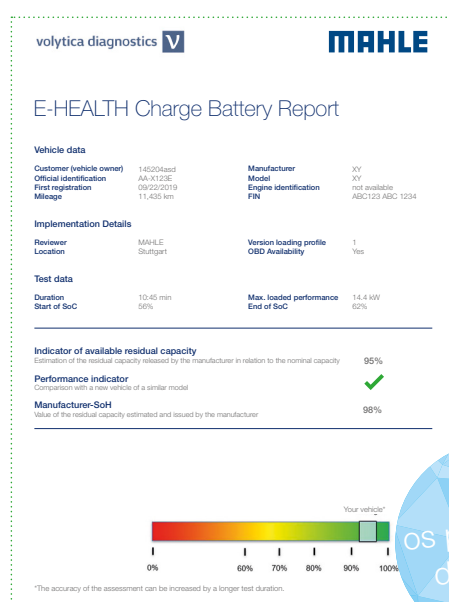 volytica diagnostics V
MAHLE
E-HEALTH Charge Battery Report
Vehicle data
Customer (vehicle owner) 145204asd Manufacturer XY
Official identification AA-X123E Model XY
First registration 09/22/2019 Engine identification not available
Mileage 11,435 km FIN ABC123 ABC 1234
Implementation Details
Reviewer MAHLE Version loading profile 1
Location Stuttgart OBD Availability Yes
Test data
Duration 10:45 min Max. loaded performance 14.4 kW
Start of SoC 56% End of SoC 62%
Indicator of available residual capacity
Estimation of the residual capacity released by the manufacturer in relation to the nominal capacity 95%
Performance indicator
Comparison with a new vehicle of a similar model
Manufacturer-SoH
Value of the residual capacity estimated and issued by the manufacturer 98%
Your vehicle*
0% 60% 70% 80% 90% 100%
*The accuracy of the assessment can be increased by a longer test duration.